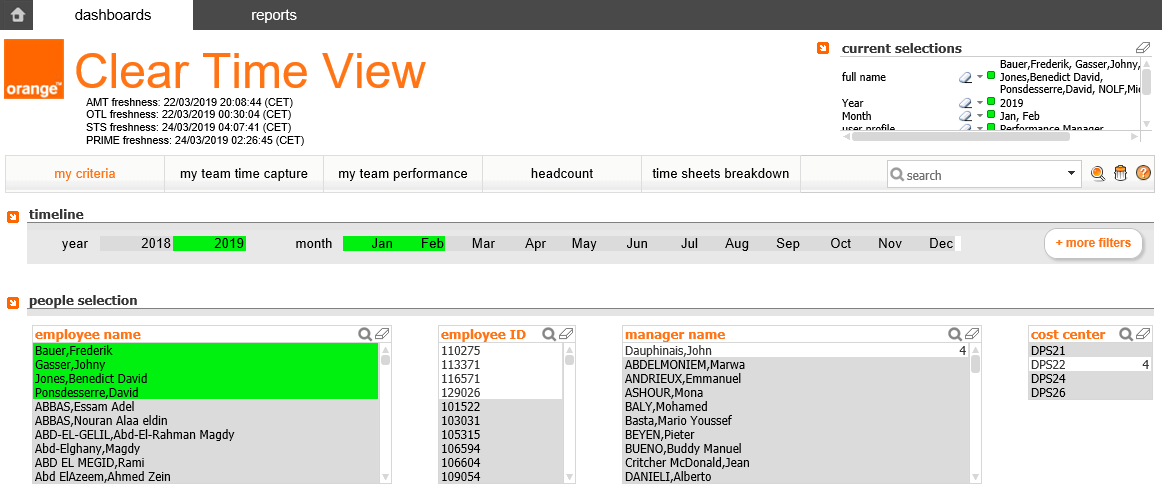 dashboards reports
orange™
Clear Time View
AMT freshness: 22/03/2019 20:08:44 (CET)
OTL freshness: 22/03/2019 00:30:04 (CET)
STS freshness: 24/03/2019 04:07:41 (CET)
PRIME freshness: 24/03/2019 02:26:45 (CET)
current selections
full name
Bauer,Frederik, Gasser,Johny,
Jones,Benedict David,
Ponsdesserre,David, NOLF,Mic
Year 2019
Month Jan, Feb
user profile Performance Manager
my criteria my team time capture my team performance headcount time sheets breakdown search
timeline
year 2018 2019 month Jan Feb Mar Apr May Jun Jul Aug Sep Oct Nov Dec + more filters
people selection
employee name employee ID manager name cost center
Bauer,Frederik 110275 Dauphinais,John 4 DPS21
Gasser,Johny 113371 ABDELMONIEM,Marwa DPS22 4
Jones,Benedict David 116571 ANDRIEUX,Emmanuel DPS24
Ponsdesserre,David 129026 ASHOUR,Mona DPS26
ABBAS,Essam Adel 101522 BALY,Mohamed
ABBAS,Nouran Alaa eldin 103031 Basta,Mario Youssef
ABD-EL-GELIL,Abd-El-Rahman Magdy 105315 BEYEN,Pieter
Abd-Elghany,Magdy 106594 BUENO,Buddy Manuel
ABD EL MEGID,Rami 106604 Critcher McDonald,Jean
Abd ElAzeem,Ahmed Zein 109054 DANIELI,Alberto